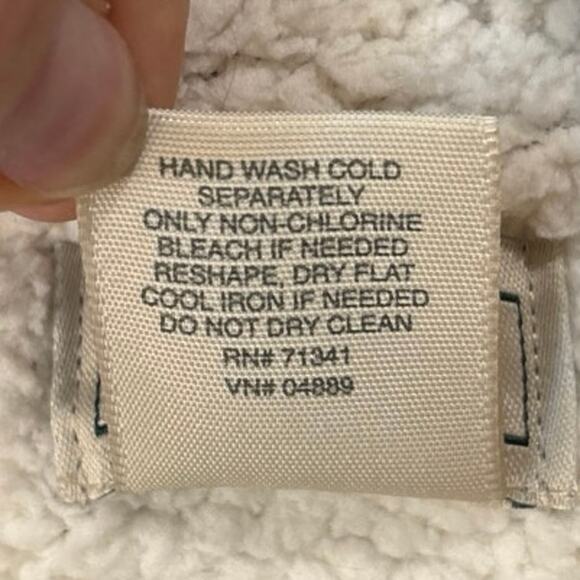 HAND WASH COLD
SEPARATELY
ONLY NON-CHLORINE
BLEACH IF NEEDED
RESHAPE, DRY FLAT
COOL IRON IF NEEDED
DO NOT DRY CLEAN
RN# 71341
VN# 04889